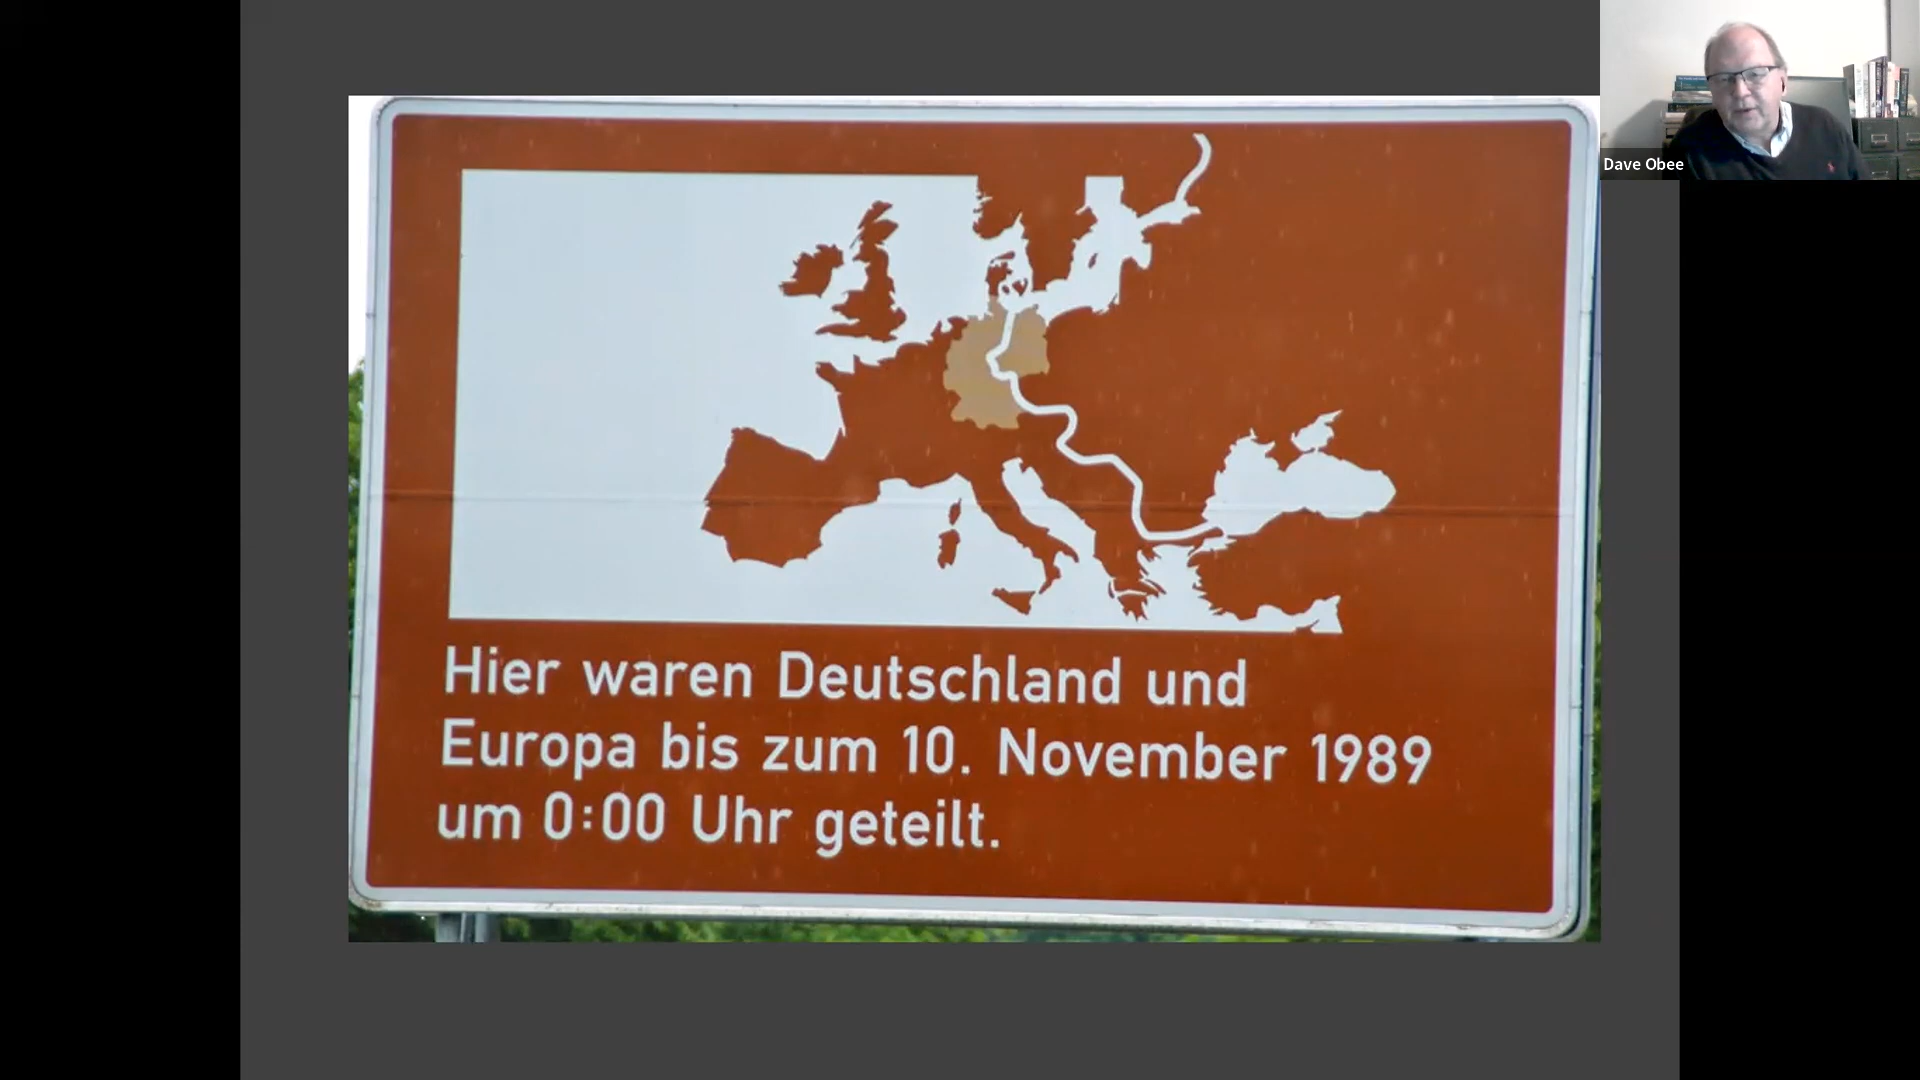 Dave Obee
Hier waren Deutschland und
Europa bis zum 10. November 1989
um 0:00 Uhr geteilt.